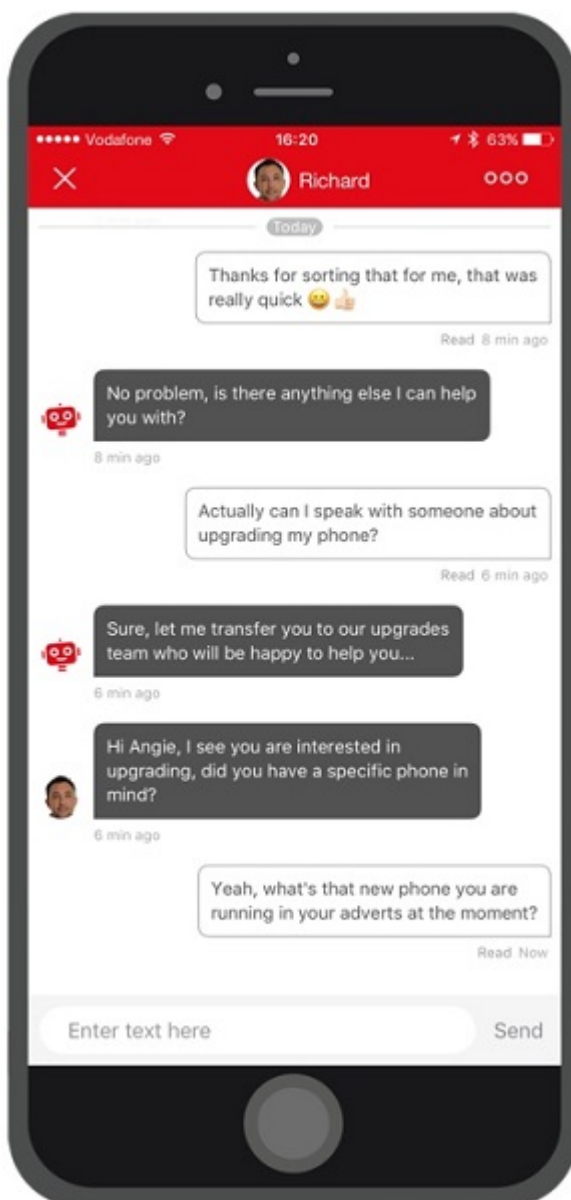 Vodafone 16:20 63%
Richard
Today
Thanks for sorting that for me, that was
really quick 😀 👍🏻
Read 8 min ago
No problem, is there anything else I can help
you with?
8 min ago
Actually can I speak with someone about
upgrading my phone?
Read 6 min ago
Sure, let me transfer you to our upgrades
team who will be happy to help you...
6 min ago
Hi Angie, I see you are interested in
upgrading, did you have a specific phone in
mind?
6 min ago
Yeah, what's that new phone you are
running in your adverts at the moment?
Read Now
Enter text here Send